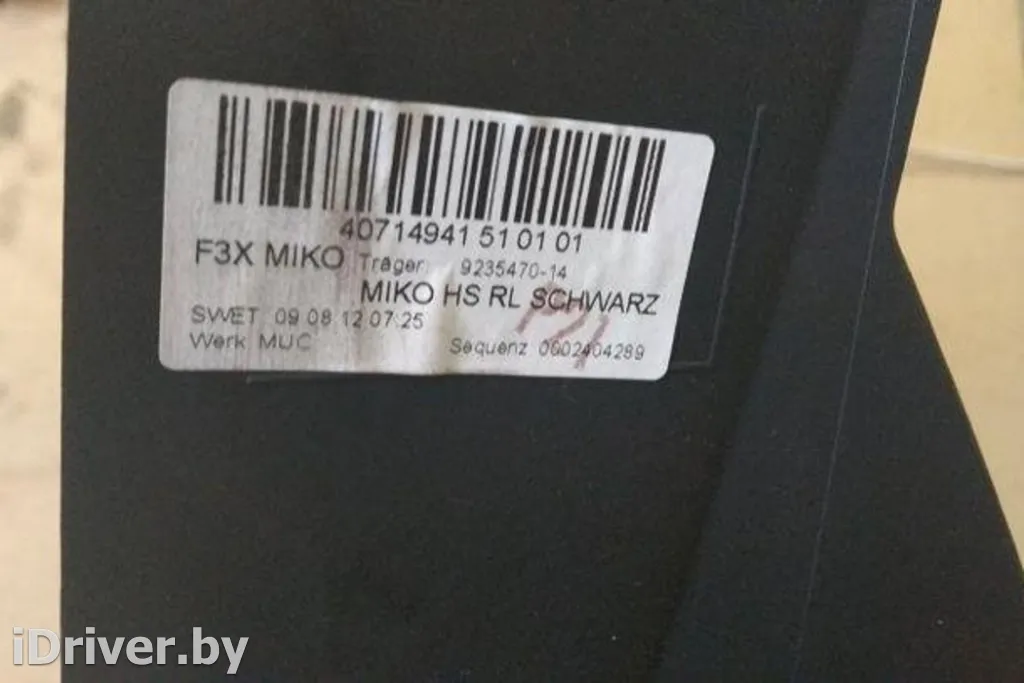 40714941 51 01 01
F3X MIKO Träger 9235470-14
MIKO HS RL SCHWARZ
SWET 09 08 12 07:25
Werk MUC Sequenz 0002404289
iDriver.by